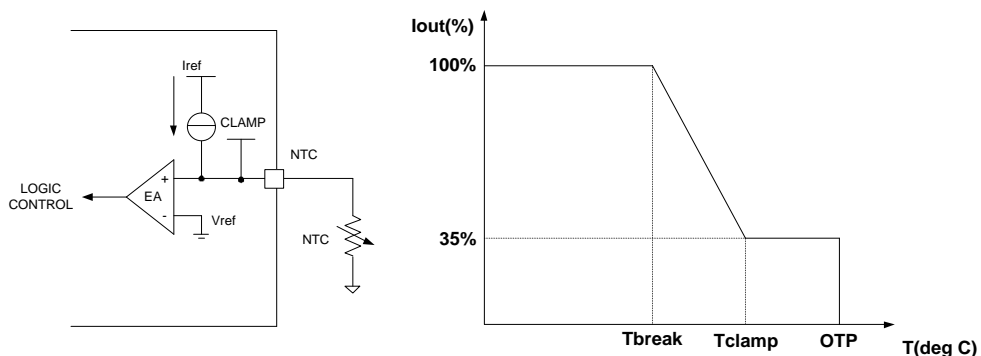 Iref
CLAMP
NTC
+
EA
-
LOGIC
CONTROL
Vref
NTC
Iout(%)
100%
35%
Tbreak
Tclamp
OTP
T(deg C)